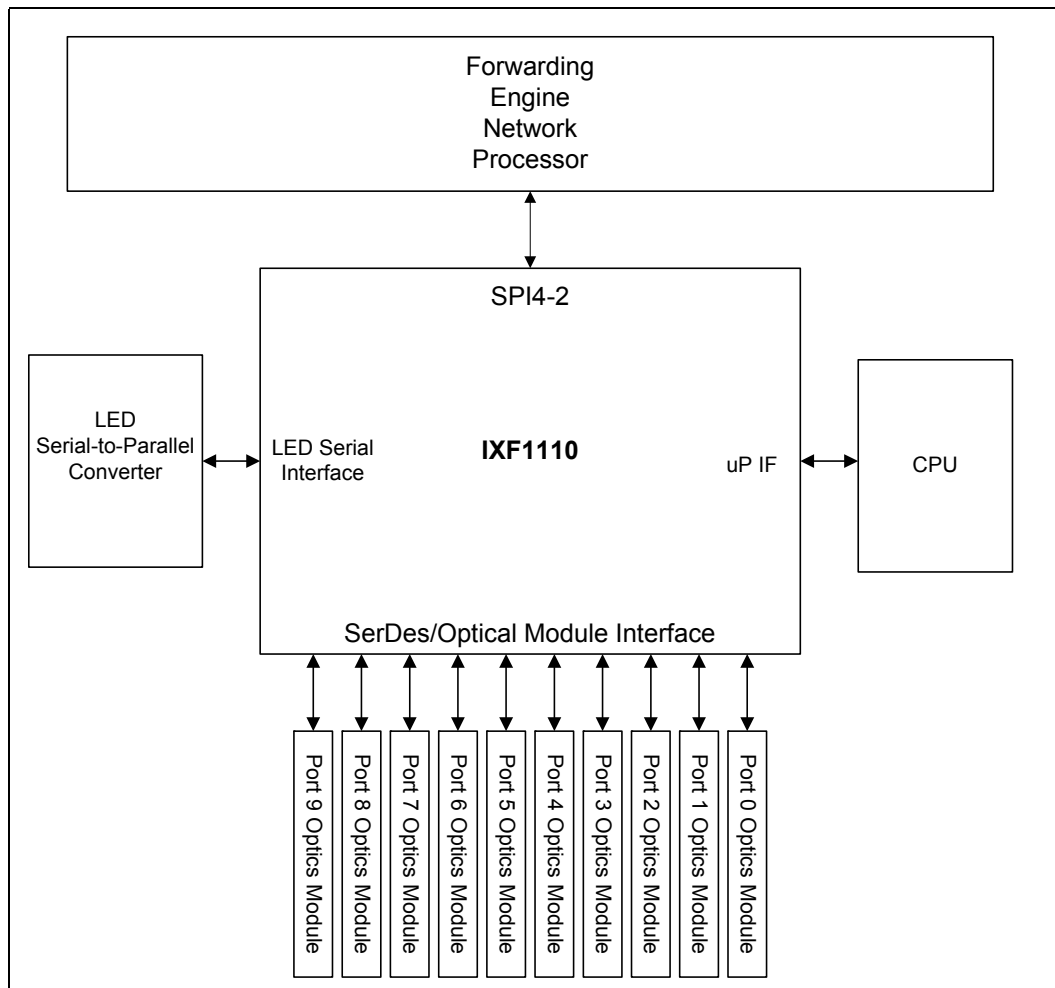 Forwarding
Engine
Network
Processor
SPI4-2
LED
Serial-to-Parallel
Converter
LED Serial
Interface
IXF1110
uP IF
CPU
SerDes/Optical Module Interface
Port 9 Optics Module
Port 8 Optics Module
Port 7 Optics Module
Port 6 Optics Module
Port 5 Optics Module
Port 4 Optics Module
Port 3 Optics Module
Port 2 Optics Module
Port 1 Optics Module
Port 0 Optics Module